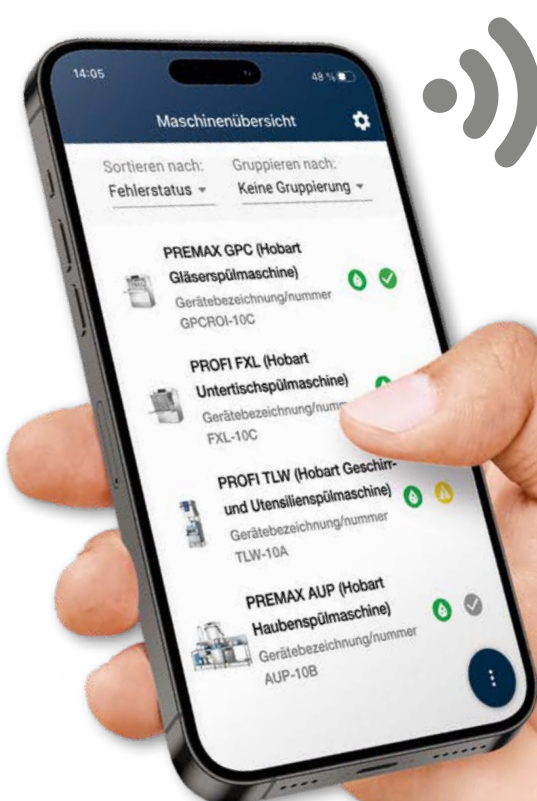 14:05
48 %
Maschinenübersicht
Sortieren nach: Gruppieren nach:
Fehlerstatus Keine Gruppierung
PREMAX GPC (Hobart
Gläserspülmaschine)
Gerätebezeichnung/nummer
GPCROI-10C
PROFI FXL (Hobart
Untertischspülmaschine)
FXL-10C
PROFI TLW (Hobart Geschirr-
und Utensilienspülmaschine)
Gerätebezeichnung/nummer
TLW-10A
PREMAX AUP (Hobart
Haubenspülmaschine)
Gerätebezeichnung/nummer
AUP-10B